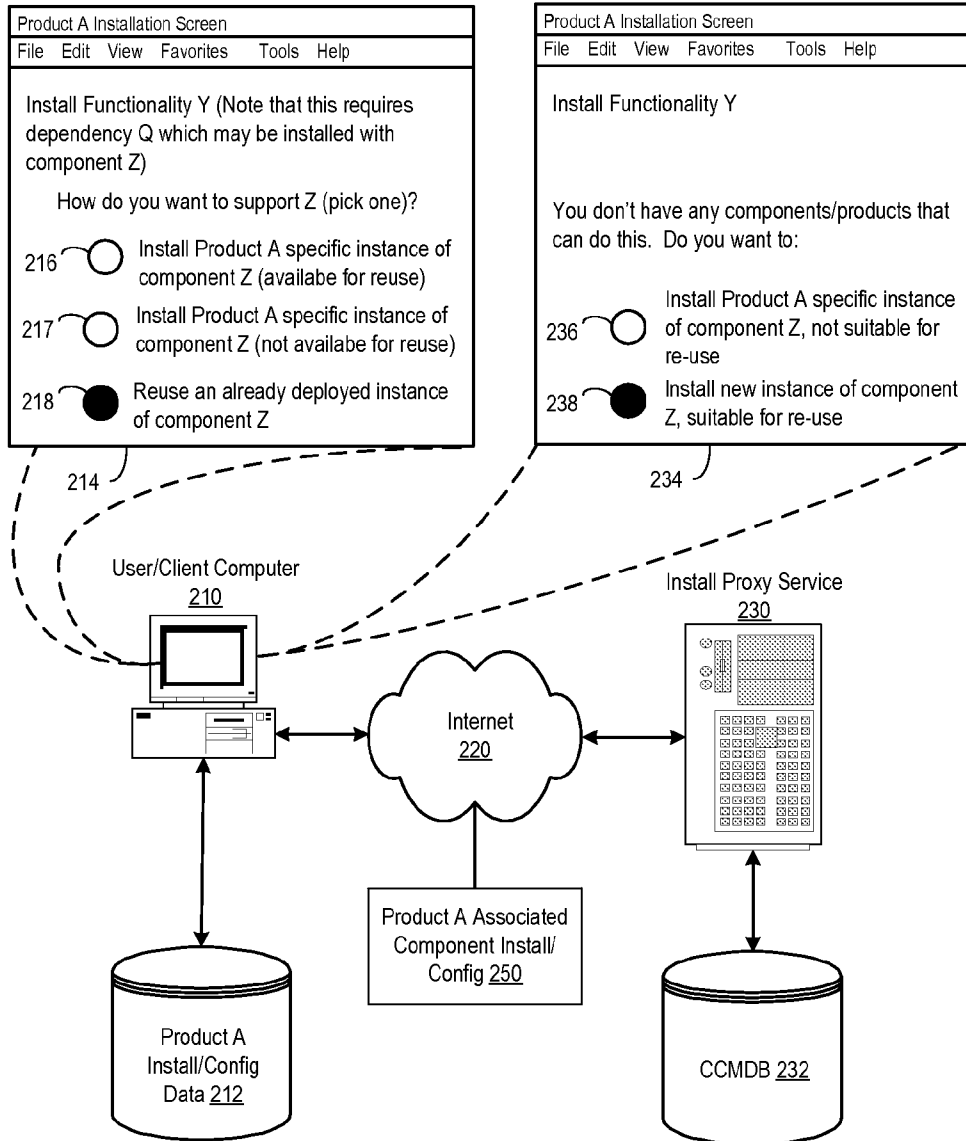 Product A Installation Screen
File Edit View Favorites Tools Help
Install Functionality Y (Note that this requires
dependency Q which may be installed with
component Z)
How do you want to support Z (pick one)?
216
Install Product A specific instance of
component Z (availabe for reuse)
217
Install Product A specific instance of
component Z (not availabe for reuse)
218
Reuse an already deployed instance
of component Z
214
Product A Installation Screen
File Edit View Favorites Tools Help
Install Functionality Y
You don't have any components/products that
can do this. Do you want to:
236
Install Product A specific instance
of component Z, not suitable for
re-use
238
Install new instance of component
Z, suitable for re-use
234
User/Client Computer
210
Install Proxy Service
230
Internet
220
Product A Associated
Component Install/
Config 250
Product A
Install/Config
Data 212
CCMDB 232